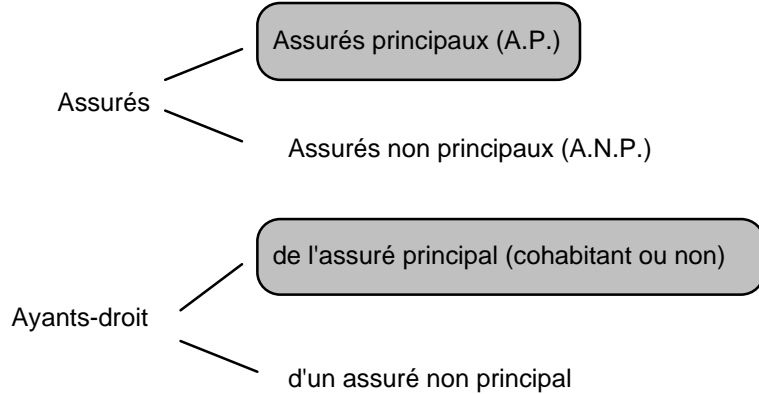 Assurés principaux (A.P.)
Assurés
Assurés non principaux (A.N.P.)
de l'assuré principal (cohabitant ou non)
Ayants-droit
d'un assuré non principal